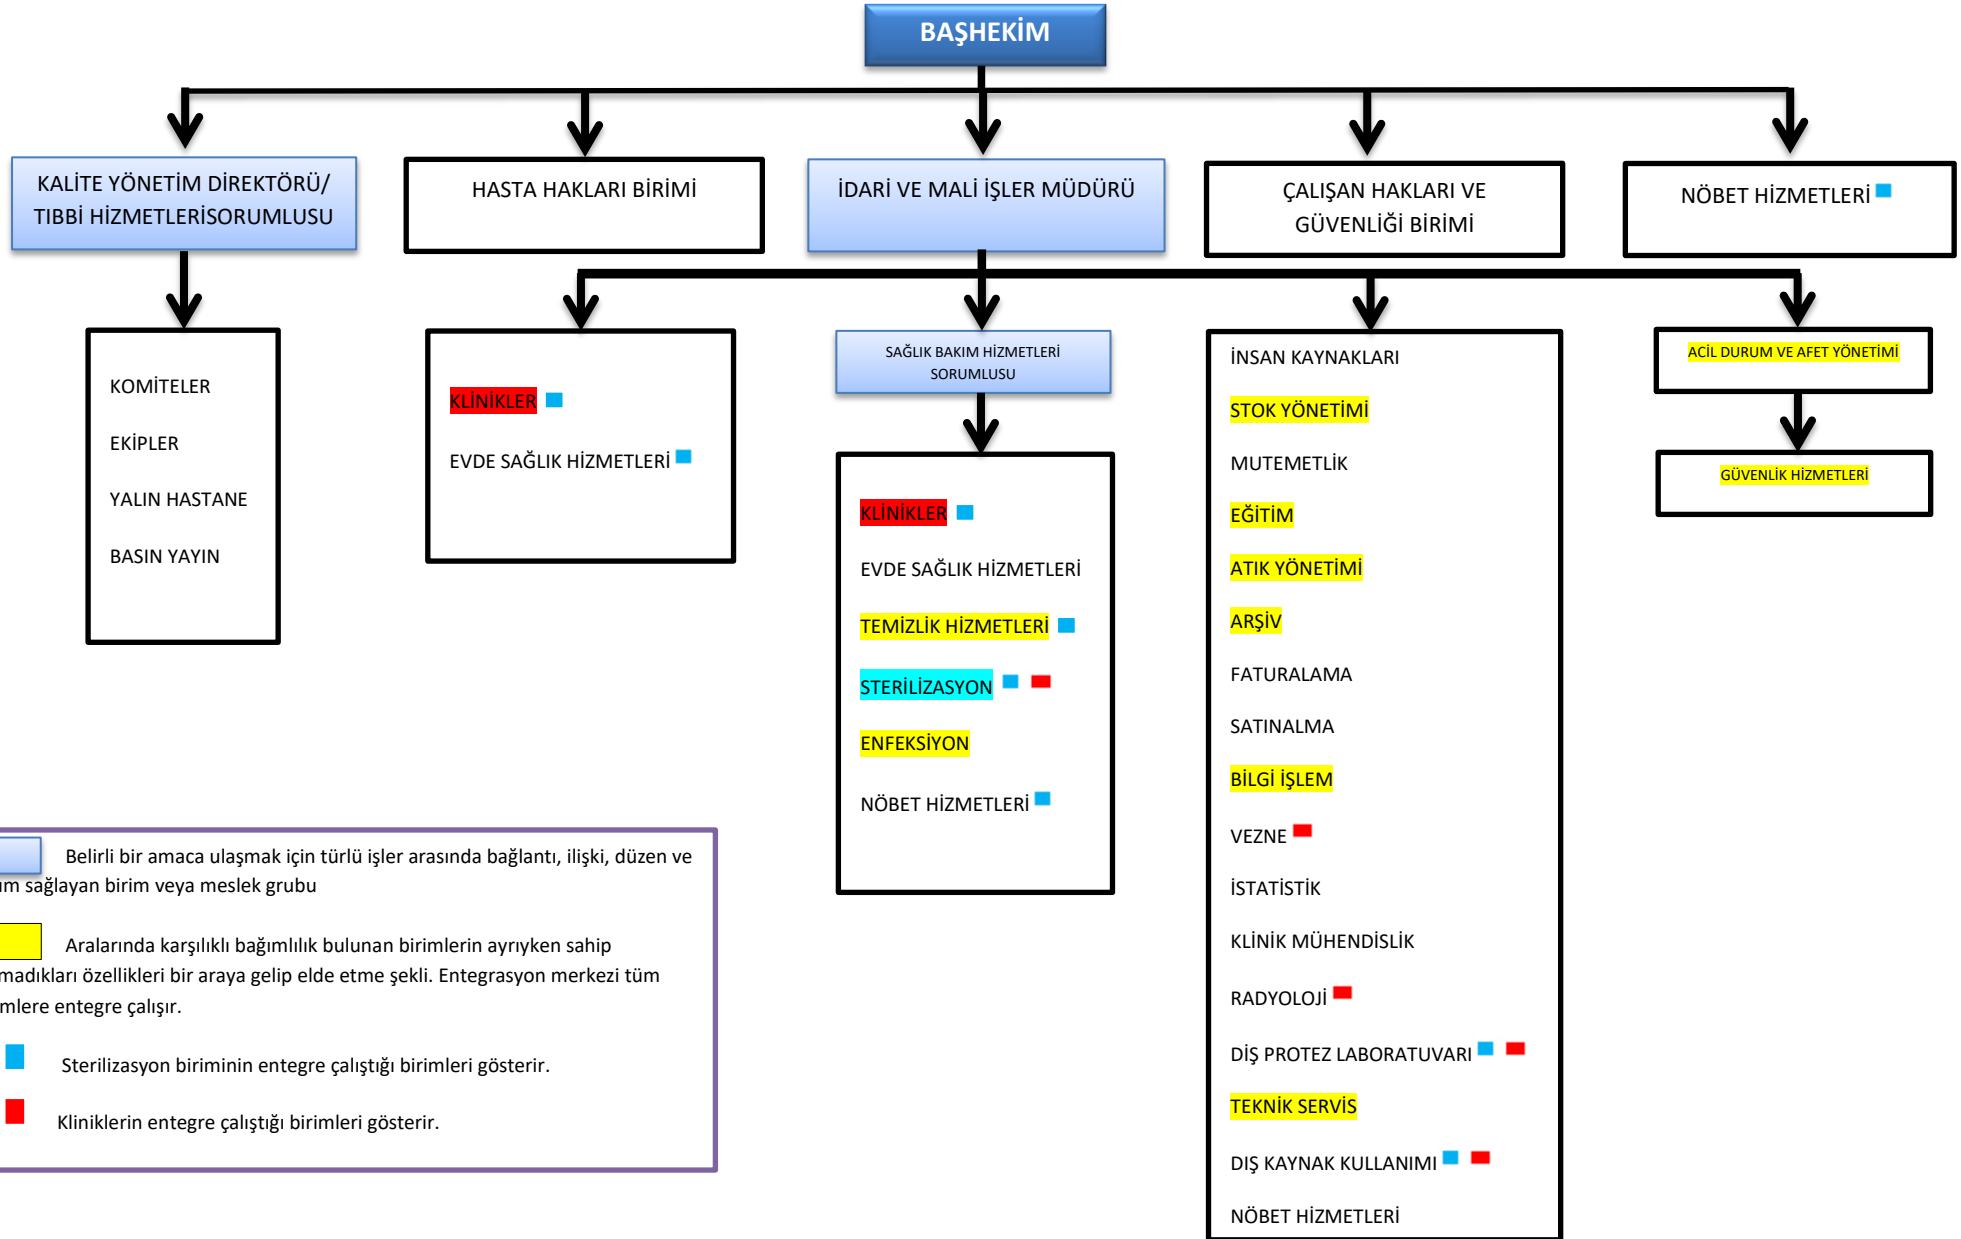 BAŞHEKİM
KALİTE YÖNETİM DİREKTÖRÜ/
TIBBİ HİZMETLERİSORUMLUSU
HASTA HAKLARI BİRİMİ
İDARİ VE MALİ İŞLER MÜDÜRÜ
ÇALIŞAN HAKLARI VE
GÜVENLİĞİ BİRİMİ
NÖBET HİZMETLERİ
KOMİTELER
EKİPLER
YALIN HASTANE
BASIN YAYIN
KLİNİKLER
EVDE SAĞLIK HİZMETLERİ
SAĞLIK BAKIM HİZMETLERİ
SORUMLUSU
KLİNİKLER
EVDE SAĞLIK HİZMETLERİ
TEMİZLİK HİZMETLERİ
STERİLİZASYON
ENFEKSİYON
NÖBET HİZMETLERİ
İNSAN KAYNAKLARI
STOK YÖNETİMİ
MUTEMETLİK
EĞİTİM
ATIK YÖNETİMİ
ARŞİV
FATURALAMA
SATINALMA
BİLGİ İŞLEM
VEZNE
İSTATİSTİK
KLİNİK MÜHENDİSLİK
RADYOLOJİ
DİŞ PROTEZ LABORATUVARI
TEKNİK SERVİS
DIŞ KAYNAK KULLANIMI
NÖBET HİZMETLERİ
ACİL DURUM VE AFET YÖNETİMİ
GÜVENLİK HİZMETLERİ
Belirli bir amaca ulaşmak için türlü işler arasında bağlantı, ilişki, düzen ve
sağlayan birim veya meslek grubu
Aralarında karşılıklı bağımlılık bulunan birimlerin ayrıyken sahip
özellikleri bir araya gelip elde etme şekli. Entegrasyon merkezi tüm
entegre çalışır.
Sterilizasyon biriminin entegre çalıştığı birimleri gösterir.
Kliniklerin entegre çalıştığı birimleri gösterir.